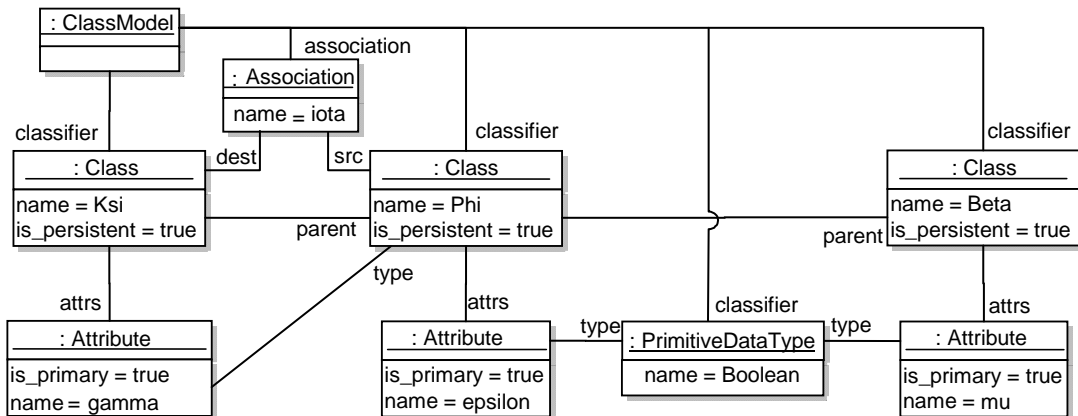 : ClassModel
association
: Association
name = iota
classifier
classifier
classifier
dest
src
: Class
name = Ksi
is_persistent = true
: Class
name = Phi
is_persistent = true
: Class
name = Beta
is_persistent = true
parent
parent
type
attrs
attrs
classifier
attrs
: Attribute
is_primary = true
name = gamma
: Attribute
is_primary = true
name = epsilon
type
: PrimitiveDataType
name = Boolean
type
: Attribute
is_primary = true
name = mu